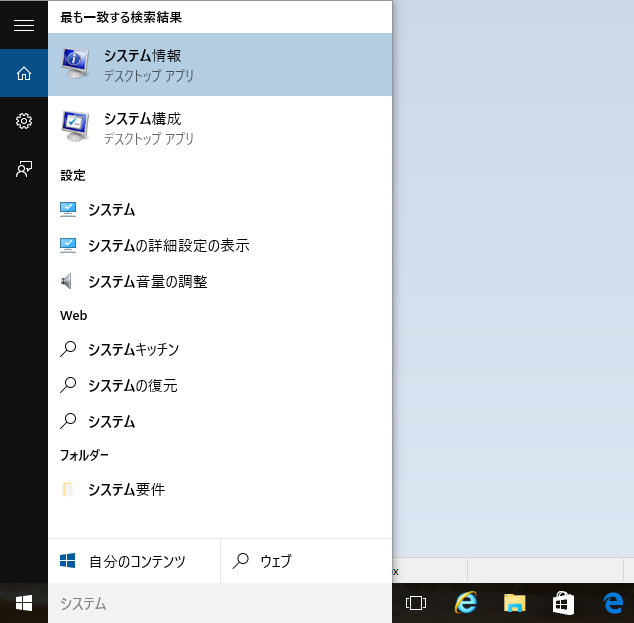 最も一致する検索結果
システム情報
デスクトップ アプリ
システム構成
デスクトップ アプリ
設定
システム
システムの詳細設定の表示
システム音量の調整
Web
システムキッチン
システムの復元
システム
フォルダー
システム要件
自分のコンテンツ
ウェブ
システム